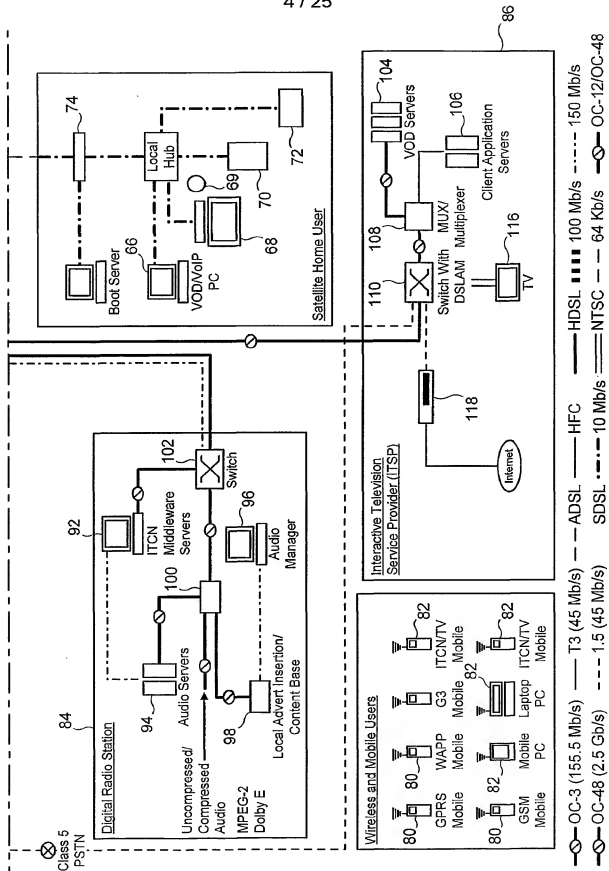 4 / 25
Class 5
PSTN
84
Digital Radio Station
Uncompressed/
Compressed
Audio
MPEG-2
Dolby E
94
Audio Servers
92
ITCN
Middleware
Servers
100
102
Switch
96
Audio
Manager
98
Local Advert Insertion/
Content Base
Boot Server
74
66
VOD/VoIP
PC
Local
Hub
69
68
70
72
Satellite Home User
Wireless and Mobile Users
80
GPRS
Mobile
80
WAPP
Mobile
G3
Mobile
82
ITCN/TV
Mobile
80
GSM
Mobile
82
Mobile
PC
82
Laptop
PC
82
ITCN/TV
Mobile
86
Interactive Television
Service Provider (ITSP)
110
Switch With
DSLAM
108
MUX/
Multiplexer
104
VOD Servers
106
Client Application
Servers
116
TV
118
Internet
OC-3 (155.5 Mb/s)
T3 (45 Mb/s)
ADSL
HFC
HDSL
100 Mb/s
150 Mb/s
OC-48 (2.5 Gb/s)
1.5 (45 Mb/s)
SDSL
10 Mb/s
NTSC
64 Kb/s
OC-12/OC-48